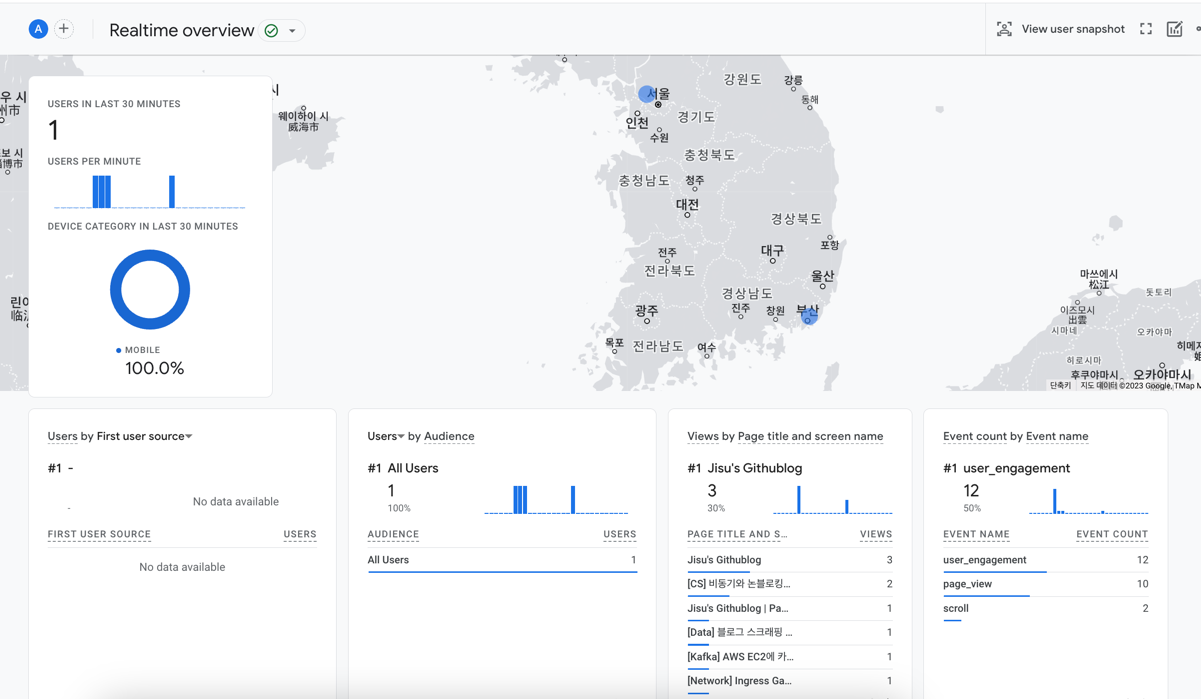 A
Realtime overview
View user snapshot
USERS IN LAST 30 MINUTES
1
USERS PER MINUTE
DEVICE CATEGORY IN LAST 30 MINUTES
MOBILE
100.0%
우 시
州市
보 시
淄博市
시
웨이하이 시
威海市
서울
인천
수원
경기도
강원도
강릉
동해
충청북도
충청남도
청주
대전
경상북도
포항
전주
전라북도
대구
울산
경상남도
광주
진주
창원
부산
목포
전라남도
여수
마쓰에시
松江
돗토리
이즈모시
出雲
시마네
오카야마
히로시마
후쿠야마시
오카야마시
단축키
지도 데이터 ©2023 Google, TMap M
Users by First user source
#1 -
-
No data available
FIRST USER SOURCE USERS
No data available
Users by Audience
#1 All Users
1
100%
AUDIENCE USERS
All Users 1
Views by Page title and screen name
#1 Jisu's Githublog
3
30%
PAGE TITLE AND S... VIEWS
Jisu's Githublog 3
[CS] 비동기와 논블로킹... 2
Jisu's Githublog | Pa... 1
[Data] 블로그 스크래핑 ... 1
[Kafka] AWS EC2에 카... 1
[Network] Ingress Ga... 1
Event count by Event name
#1 user_engagement
12
50%
EVENT NAME EVENT COUNT
user_engagement 12
page_view 10
scroll 2